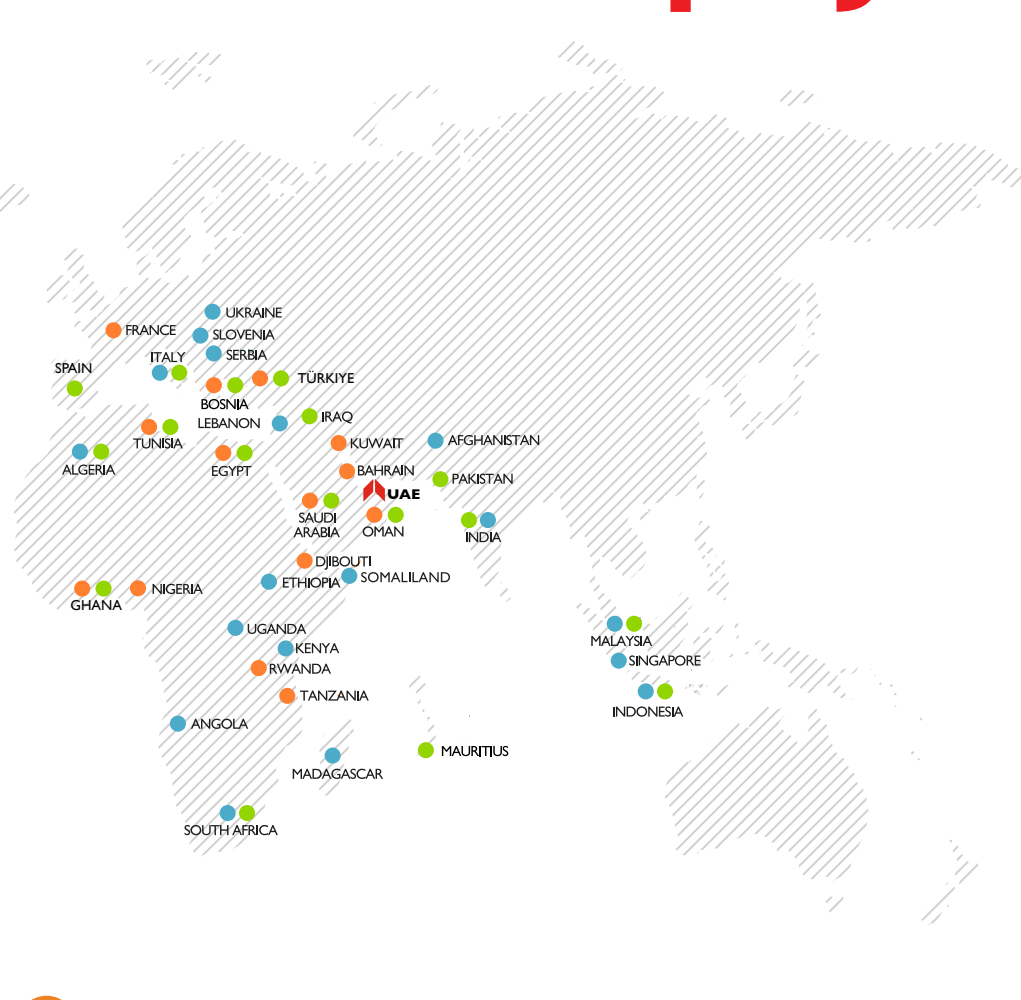 UKRAINE
FRANCE
SLOVENIA
SERBIA
ITALY
SPAIN
TÜRKIYE
BOSNIA
LEBANON
IRAQ
TUNISIA
KUWAIT
AFGHANISTAN
ALGERIA
EGYPT
BAHRAIN
PAKISTAN
UAE
SAUDI
ARABIA
OMAN
INDIA
DJIBOUTI
ETHIOPIA
SOMALILAND
GHANA
NIGERIA
UGANDA
MALAYSIA
KENYA
SINGAPORE
RWANDA
TANZANIA
INDONESIA
ANGOLA
MAURITIUS
MADAGASCAR
SOUTH AFRICA